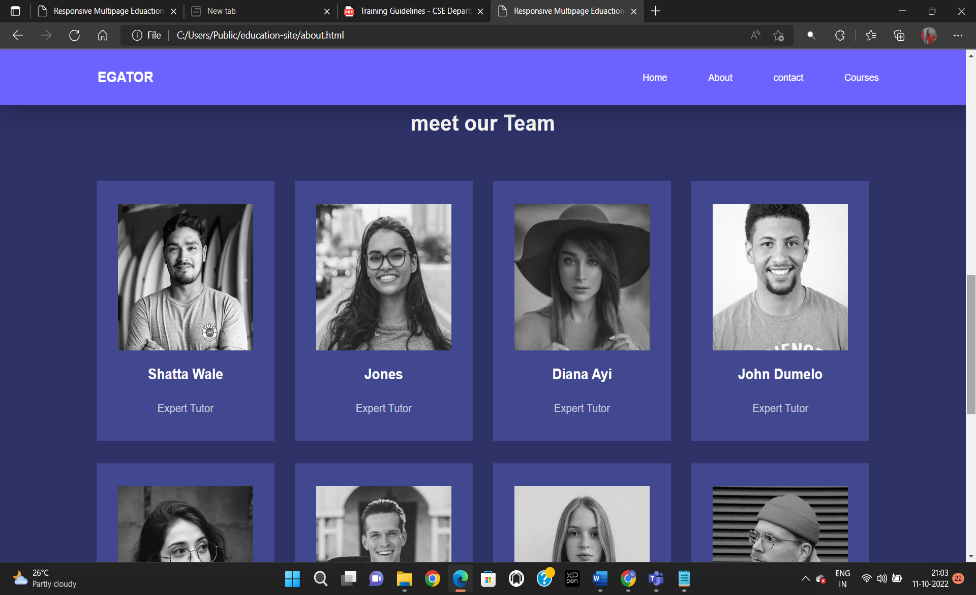 Responsive Multipage Eduaction
New tab
Training Guidelines - CSE Depart
Responsive Multipage Eduaction
File
C:/Users/Public/education-site/about.html
EGATOR
Home
About
contact
Courses
meet our Team
Shatta Wale
Jones
Diana Ayi
John Dumelo
Expert Tutor
Expert Tutor
Expert Tutor
Expert Tutor
26°C
Partly cloudy
ENG
IN
21:03
11-10-2022